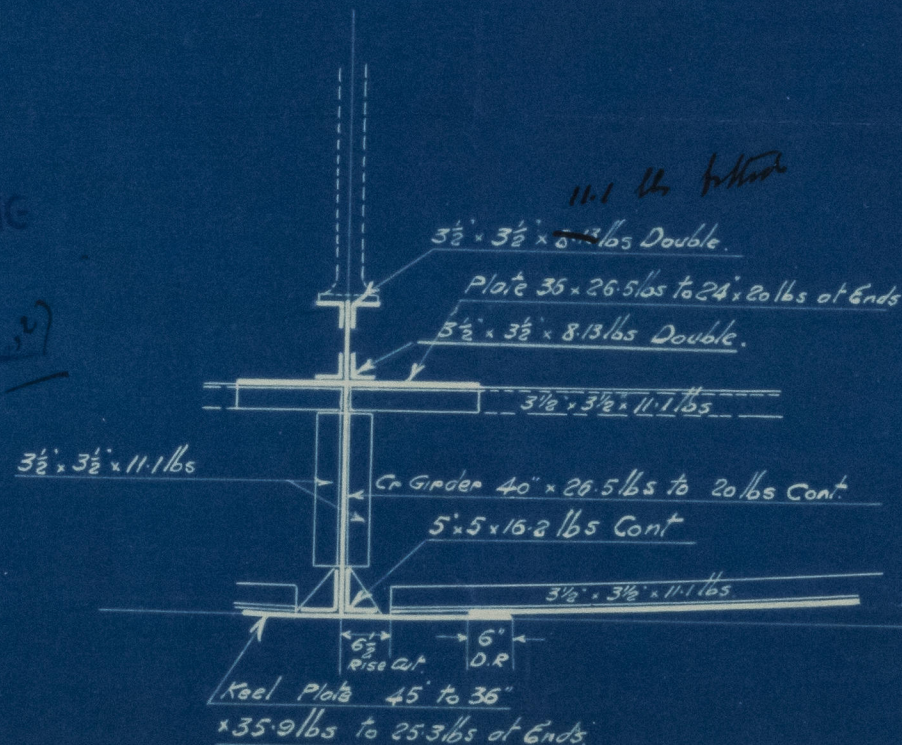 11.1 lbs
3½" × 3½" × 8.13 lbs Double.
Plate 35 × 26.5 lbs to 24" × 20 lbs at Ends
3½" × 3½" × 8.13 lbs Double.
3½" × 3½" × 11.1 lbs
3½" × 3½" × 11.1 lbs
Cr Girder 40" × 26.5 lbs to 20 lbs Cont.
5" × 5 × 16.2 lbs Cont
3½" × 3½" × 11.1 lbs
6½
Rise Cut.
6"
D.R
Keel Plate 45" to 36"
× 35.9 lbs to 25.3 lbs at Ends